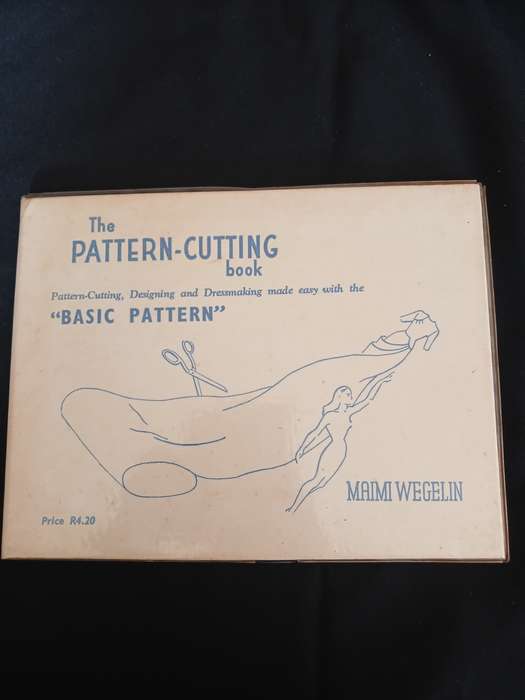 The
PATTERN-CUTTING
book
Pattern-Cutting, Designing and Dressmaking made easy with the
"BASIC PATTERN"
MAIMI WEGELIN
Price R4.20